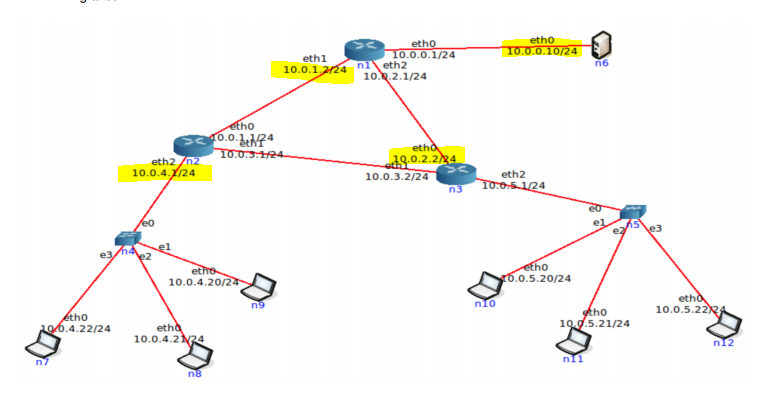 eth0
10.0.0.10/24
n6
eth0
10.0.0.1/24
eth1
10.0.1.2/24
n1
eth2
10.0.2.1/24
eth0
10.0.1.1/24
eth1
10.0.3.1/24
n2
eth2
10.0.4.1/24
eth0
10.0.2.2/24
eth1
10.0.3.2/24
n3
eth2
10.0.5.1/24
e0
n4
e1
e2
e3
e0
n5
e1
e2
e3
eth0
10.0.4.20/24
n9
eth0
10.0.5.20/24
n10
eth0
10.0.4.22/24
n7
eth0
10.0.4.21/24
n8
eth0
10.0.5.21/24
n11
eth0
10.0.5.22/24
n12